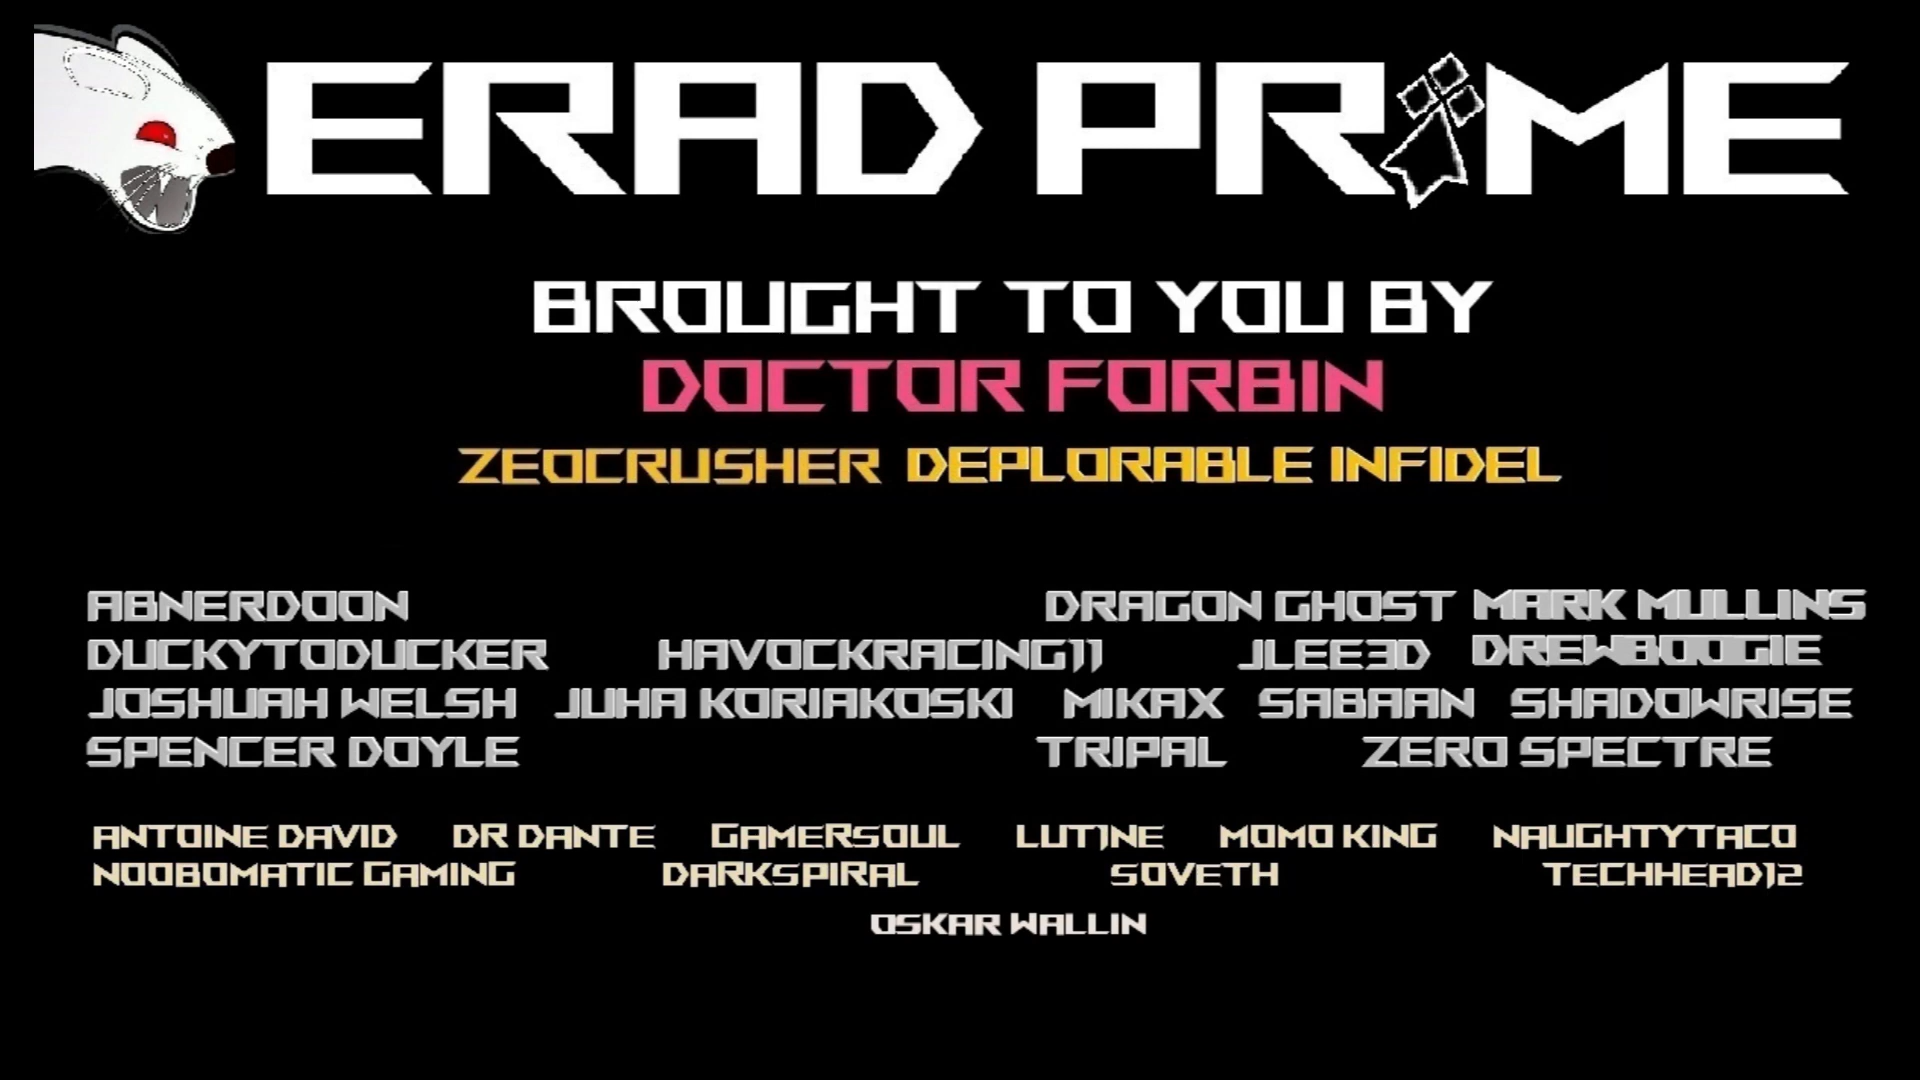 ERAD PRIME
BROUGHT TO YOU BY
DOCTOR FORBIN
ZEOCRUSHER DEPLORABLE INFIDEL
ABNERDOON DRAGON GHOST MARK MULLINS
DUCKYTODUCKER HAVOCKRACING11 JLEE3D DREWBOOGIE
JOSHUAH WELSH JUHA KORIAKOSKI MIKAX SABAAN SHADOWRISE
SPENCER DOYLE TRIPAL ZERO SPECTRE
ANTOINE DAVID DR DANTE GAMERSOUL LUT1NE MOMO KING NAUGHTYTACO
NOOBOMATIC GAMING DARKSPIRAL SOVETH TECHHEAD12
OSKAR WALLIN